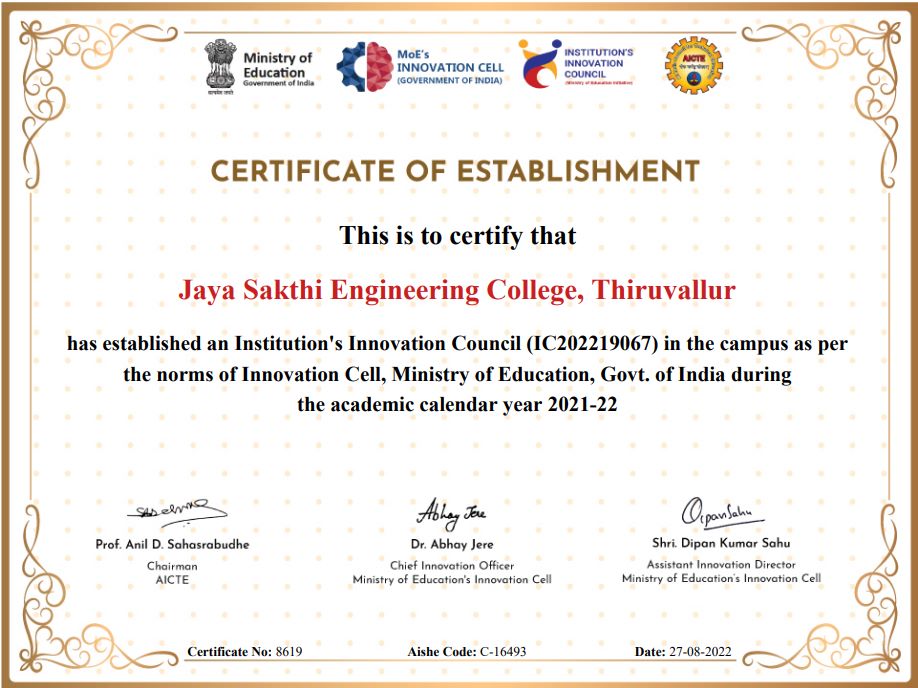 Ministry of
Education
Government of India
MoE's
INNOVATION CELL
(GOVERNMENT OF INDIA)
INSTITUTION'S
INNOVATION
COUNCIL
(Ministry of Education Initiative)
AICTE
CERTIFICATE OF ESTABLISHMENT
This is to certify that
Jaya Sakthi Engineering College, Thiruvallur
has established an Institution's Innovation Council (IC202219067) in the campus as per
the norms of Innovation Cell, Ministry of Education, Govt. of India during
the academic calendar year 2021-22
Abhay Jere
Dipansahu
Prof. Anil D. Sahasrabudhe
Dr. Abhay Jere
Shri. Dipan Kumar Sahu
Chairman
Chief Innovation Officer
Assistant Innovation Director
AICTE
Ministry of Education's Innovation Cell
Ministry of Education's Innovation Cell
Certificate No: 8619
Aishe Code: C-16493
Date: 27-08-2022